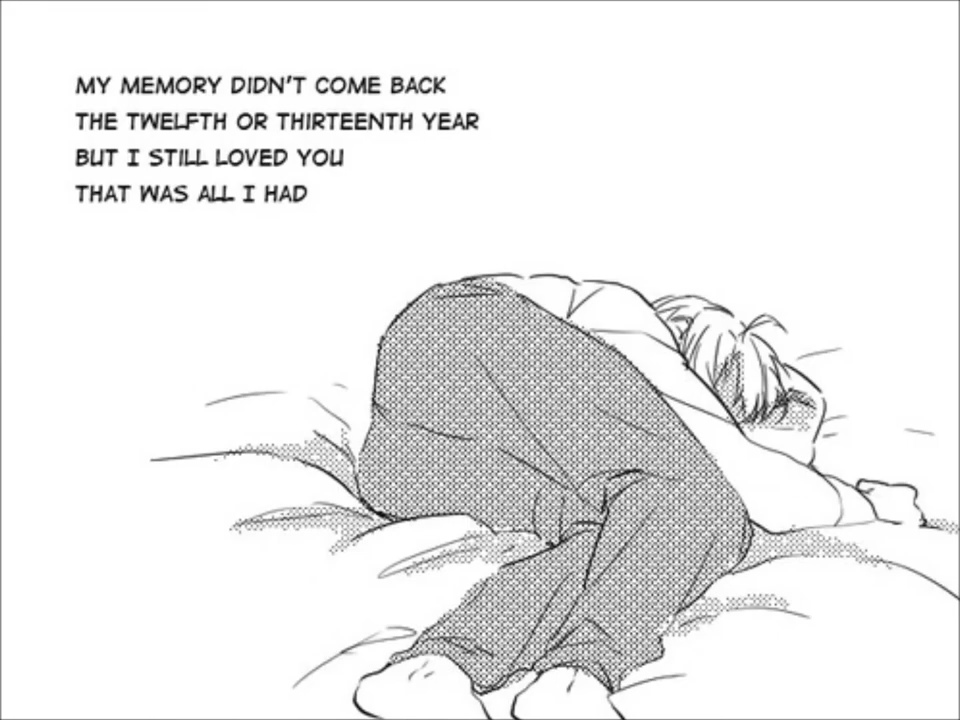 MY MEMORY DIDN'T COME BACK
THE TWELFTH OR THIRTEENTH YEAR
BUT I STILL LOVED YOU
THAT WAS ALL I HAD